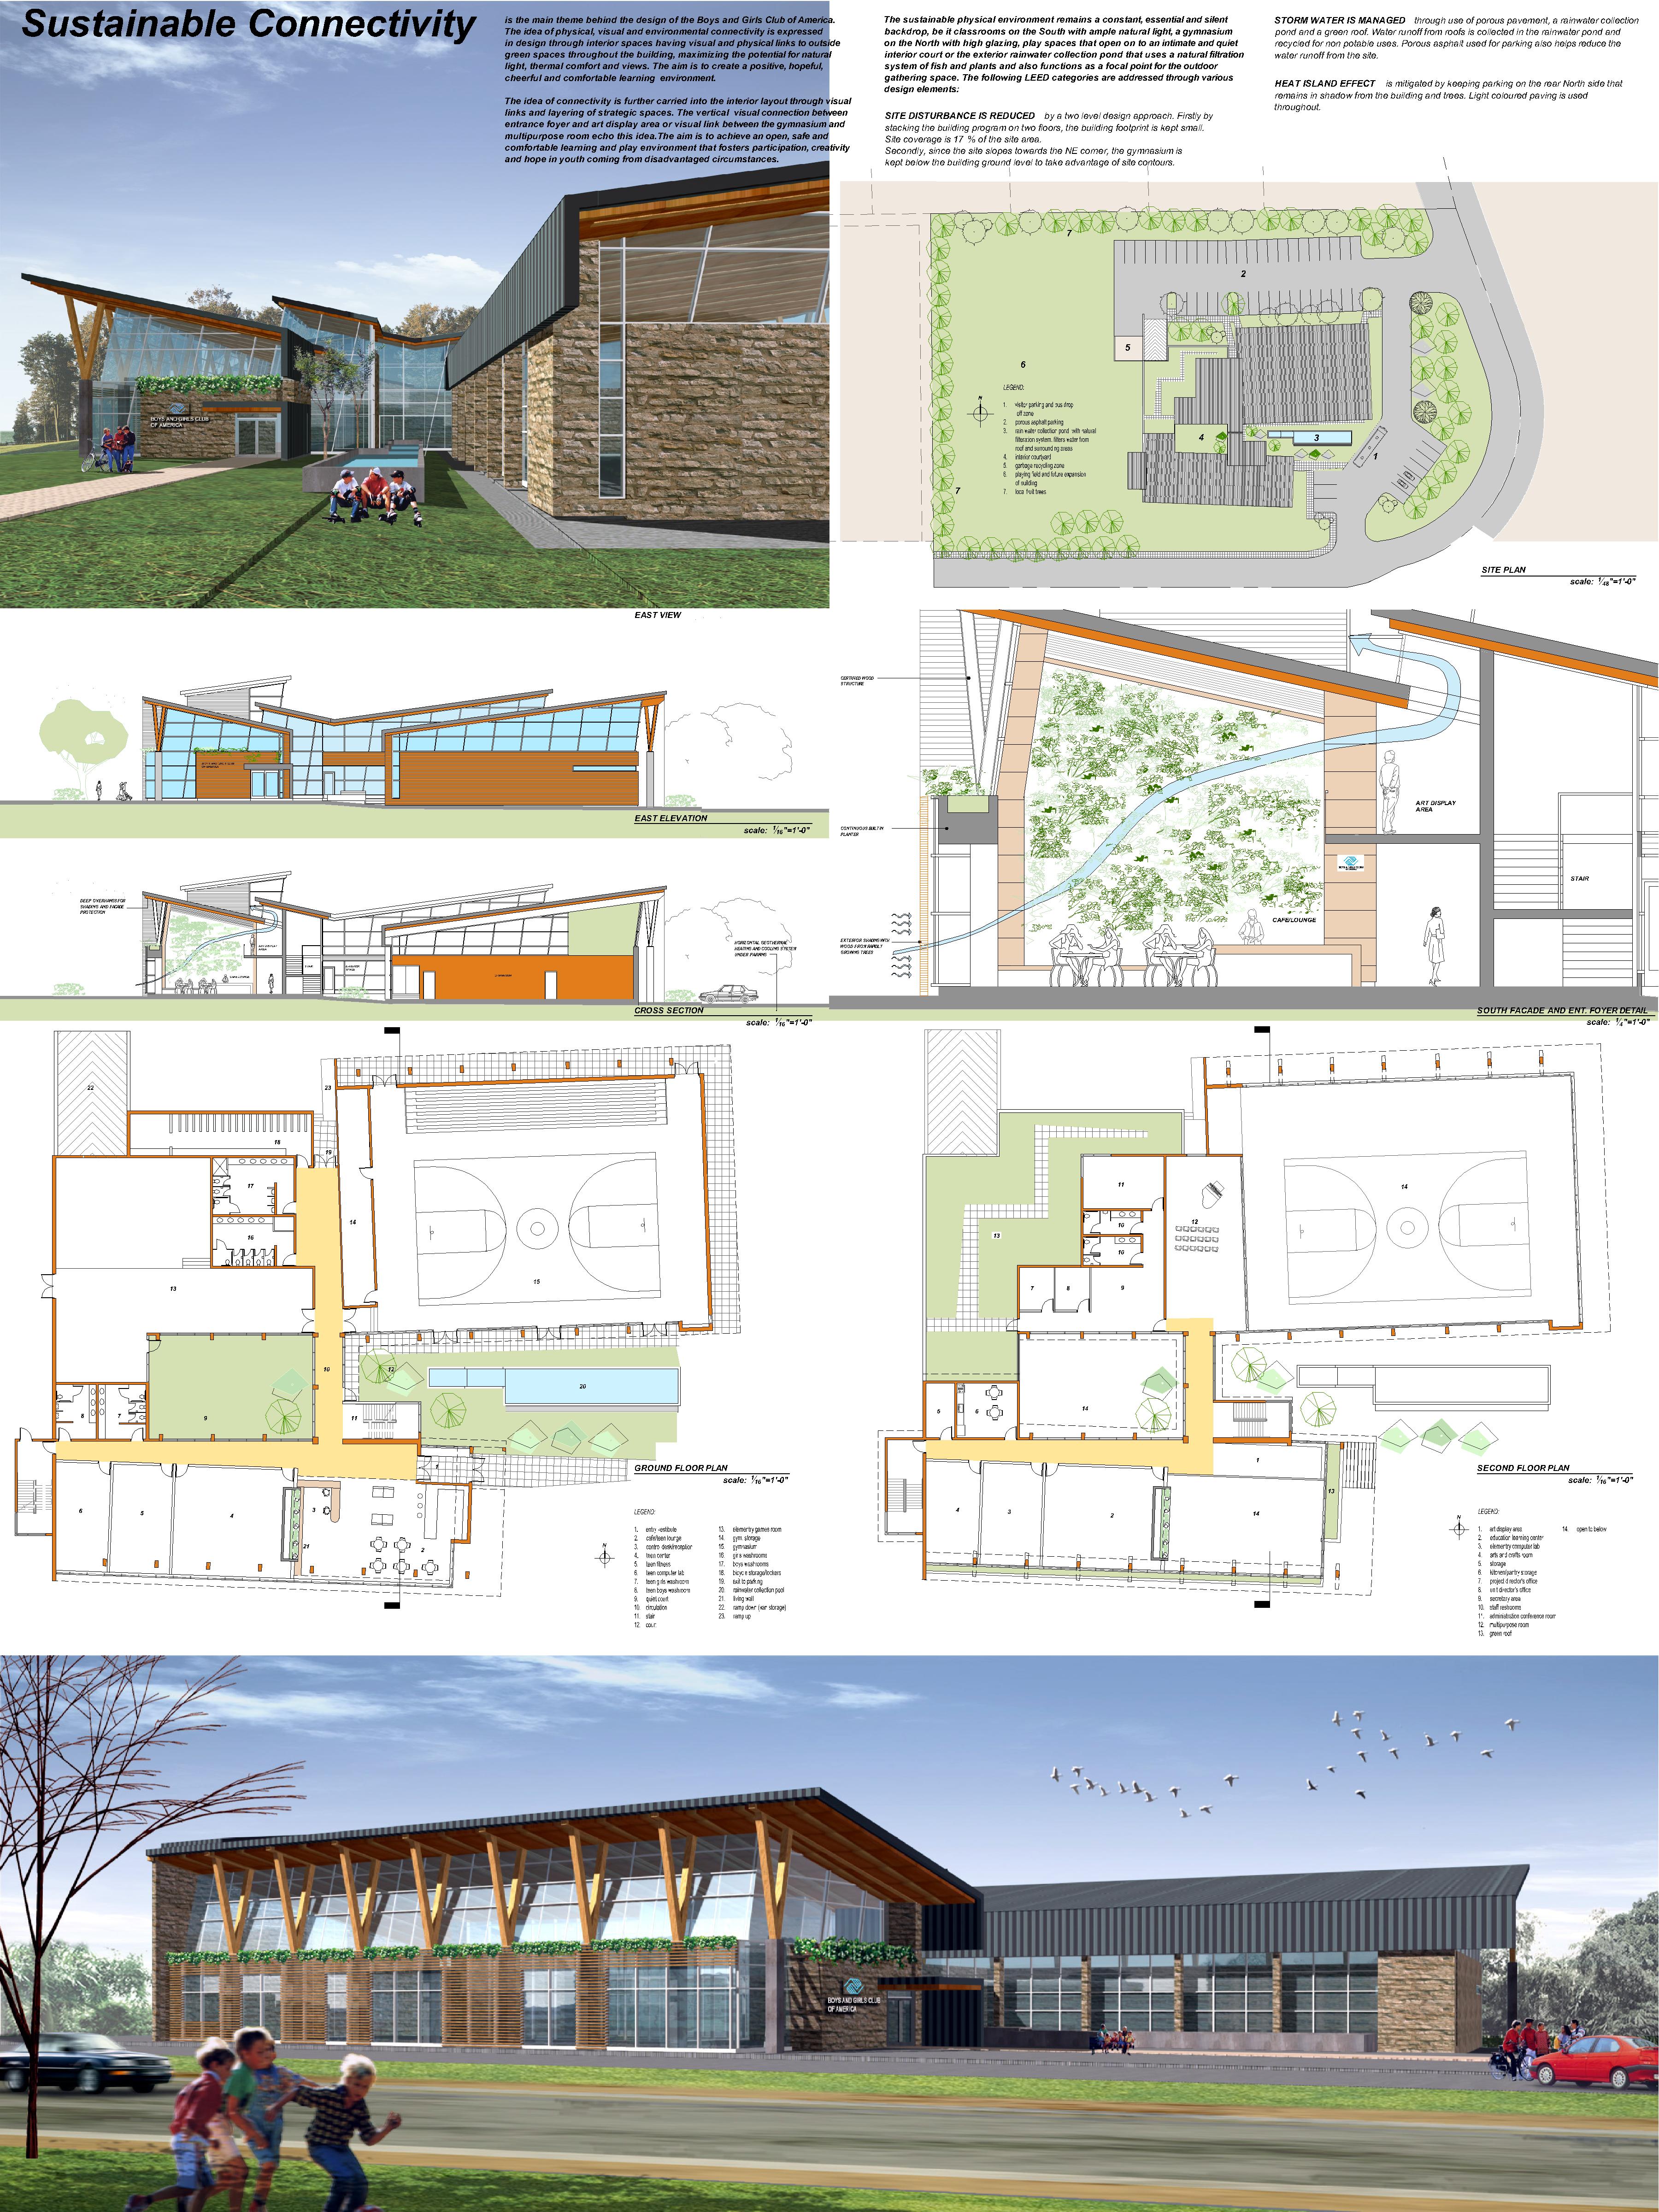 Sustainable Connectivity
is the main theme behind the design of the Boys and Girls Club of America.
The idea of physical, visual and environmental connectivity is expressed
in design through interior spaces having visual and physical links to outside
green spaces throughout the building, maximizing the potential for natural
light, thermal comfort and views. The aim is to create a positive, hopeful,
cheerful and comfortable learning environment.
The idea of connectivity is further carried into the interior layout through visual
links and layering of strategic spaces. The vertical visual connection between
entrance foyer and art display area or visual link between the gymnasium and
multipurpose room echo this idea.The aim is to achieve an open, safe and
comfortable learning and play environment that fosters participation, creativity
and hope in youth coming from disadvantaged circumstances.
The sustainable physical environment remains a constant, essential and silent
backdrop, be it classrooms on the South with ample natural light, a gymnasium
on the North with high glazing, play spaces that open on to an intimate and quiet
interior court or the exterior rainwater collection pond that uses a natural filtration
system of fish and plants and also functions as a focal point for the outdoor
gathering space. The following LEED categories are addressed through various
design elements:
SITE DISTURBANCE IS REDUCED by a two level design approach. Firstly by
stacking the building program on two floors, the building footprint is kept small.
Site coverage is 17 % of the site area.
Secondly, since the site slopes towards the NE corner, the gymnasium is
kept below the building ground level to take advantage of site contours.
STORM WATER IS MANAGED through use of porous pavement, a rainwater collection
pond and a green roof. Water runoff from roofs is collected in the rainwater pond and
recycled for non potable uses. Porous asphalt used for parking also helps reduce the
water runoff from the site.
HEAT ISLAND EFFECT is mitigated by keeping parking on the rear North side that
remains in shadow from the building and trees. Light coloured paving is used
throughout.
BOYS AND GIRLS CLUB
OF AMERICA
EAST VIEW
7
2
5
6
4
3
1
7
N
LEGEND:
1. visitor parking and bus drop
off zone
2. porous asphalt parking
3. rain water collection pond with natural
filteration system, filters water from
roof and surrounding areas
4. interior courtyard
5. garbage recycling zone
6. playing field and future expansion
of building
7. local fruit trees
SITE PLAN
scale: 1/48"=1'-0"
EAST ELEVATION
scale: 1/16"=1'-0"
DEEP OVERHANGS FOR
SHADING AND FACADE
PROTECTION
ART DISPLAY
AREA
CAFE/LOUNGE
STAIR
HORIZONTAL GEOTHERMAL
HEATING AND COOLING SYSTEM
UNDER PARKING
CROSS SECTION
scale: 1/16"=1'-0"
CERTIFIED WOOD
STRUCTURE
CONTINUOUS BUILT-IN
PLANTER
EXTERIOR SHADING WITH
WOOD FROM RAPIDLY
GROWING TREES
ART DISPLAY
AREA
STAIR
CAFE/LOUNGE
SOUTH FACADE AND ENT. FOYER DETAIL
scale: 1/4"=1'-0"
22
23
18
19
17
14
16
15
13
10
12
20
11
9
8
7
1
6
5
4
3
21
2
GROUND FLOOR PLAN
scale: 1/16"=1'-0"
LEGEND:
N
1. entry vestibule
2. cafe/teen lounge
3. control desk/reception
4. teen center
5. teen fitness
6. teen computer lab
7. teen girls washroom
8. teen boys washroom
9. quiet court
10. circulation
11. stair
12. court
13. elementry games room
14. gym. storage
15. gymnasium
16. girls washrooms
17. boys washrooms
18. bicycle storage/lockers
19. exit to parking
20. rainwater collection pool
21. living wall
22. ramp down (van storage)
23. ramp up
11
12
14
10
13
10
7
8
9
14
5
6
1
4
3
2
14
13
SECOND FLOOR PLAN
scale: 1/16"=1'-0"
LEGEND:
N
1. art display area
2. education learning center
3. elementry computer lab
4. arts and crafts room
5. storage
6. kitchen/pantry storage
7. project director's office
8. unit director's office
9. secretary area
10. staff restrooms
11. administration conference room
12. multipurpose room
13. green roof
14. open to below
BOYS AND GIRLS CLUB
OF AMERICA